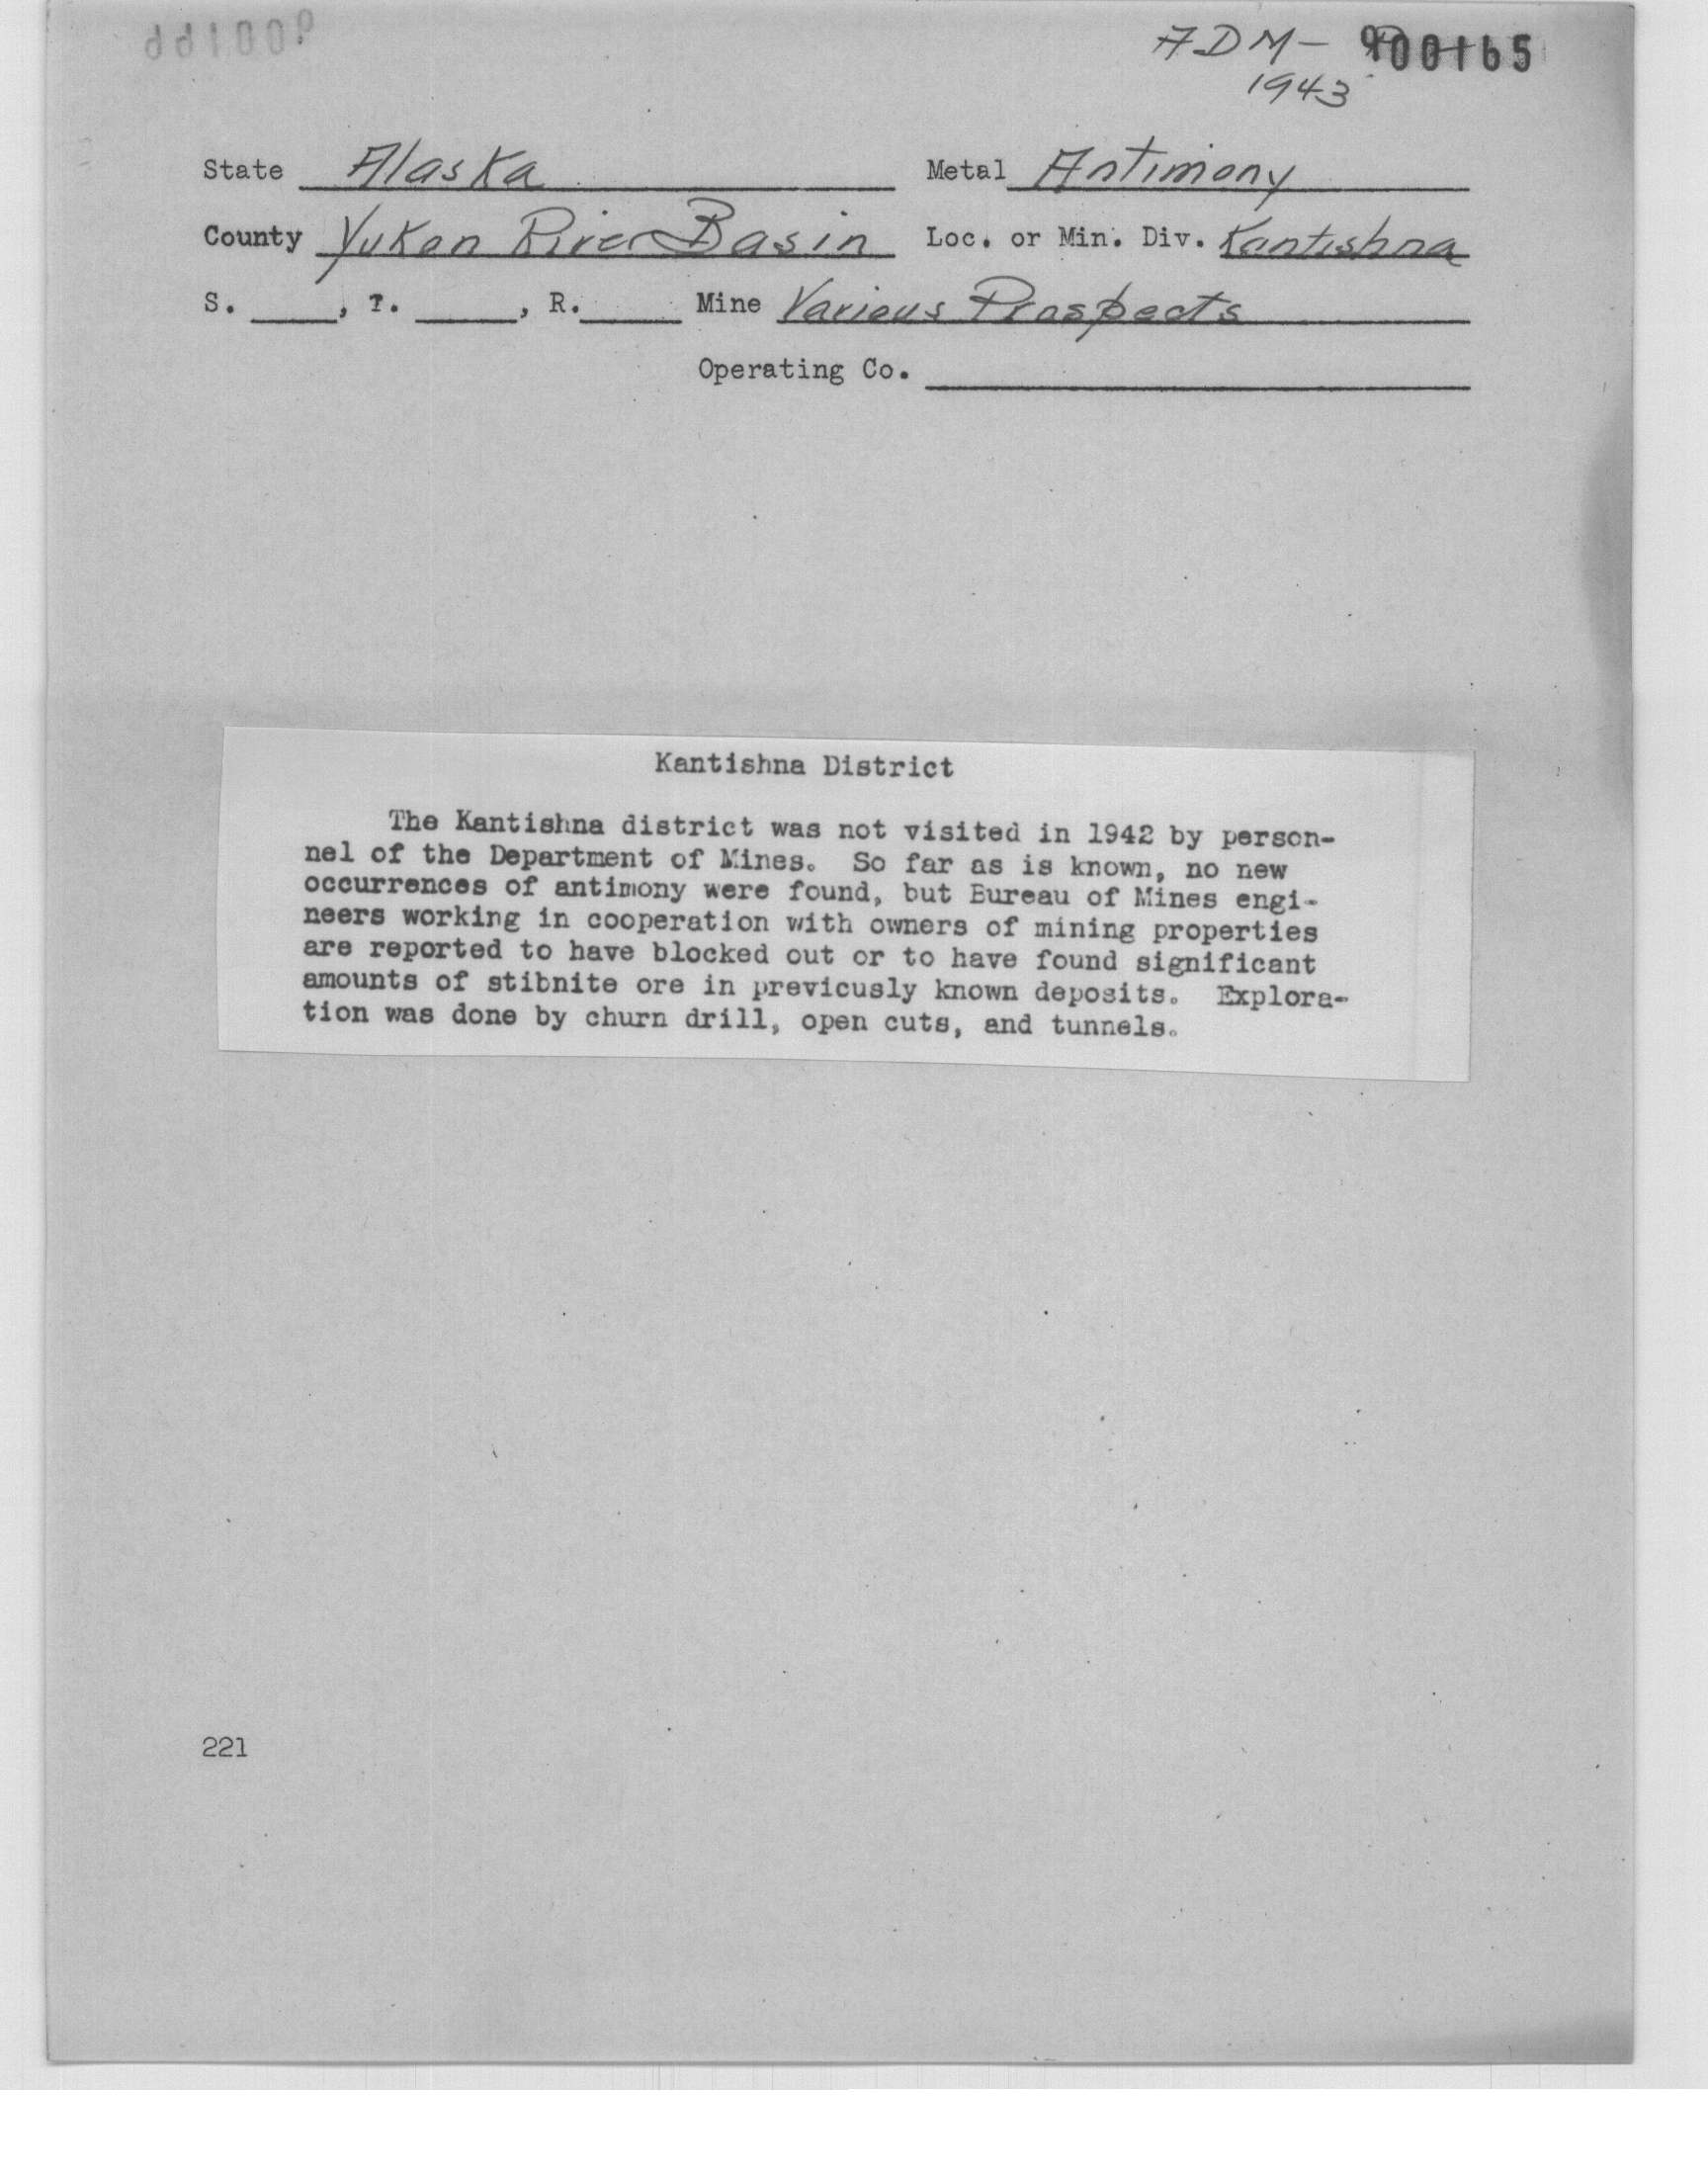 ADM- 900165
1943
State Alaska Metal Antimony
County Yukon River Basin Loc. or Min. Div. Kantishna
S. ____, T. ____, R. ____ Mine Various Prospects
Operating Co. ____
Kantishna District
The Kantishna district was not visited in 1942 by person-
nel of the Department of Mines. So far as is known, no new
occurrences of antimony were found, but Bureau of Mines engi-
neers working in cooperation with owners of mining properties
are reported to have blocked out or to have found significant
amounts of stibnite ore in previously known deposits. Explora-
tion was done by churn drill, open cuts, and tunnels.
221